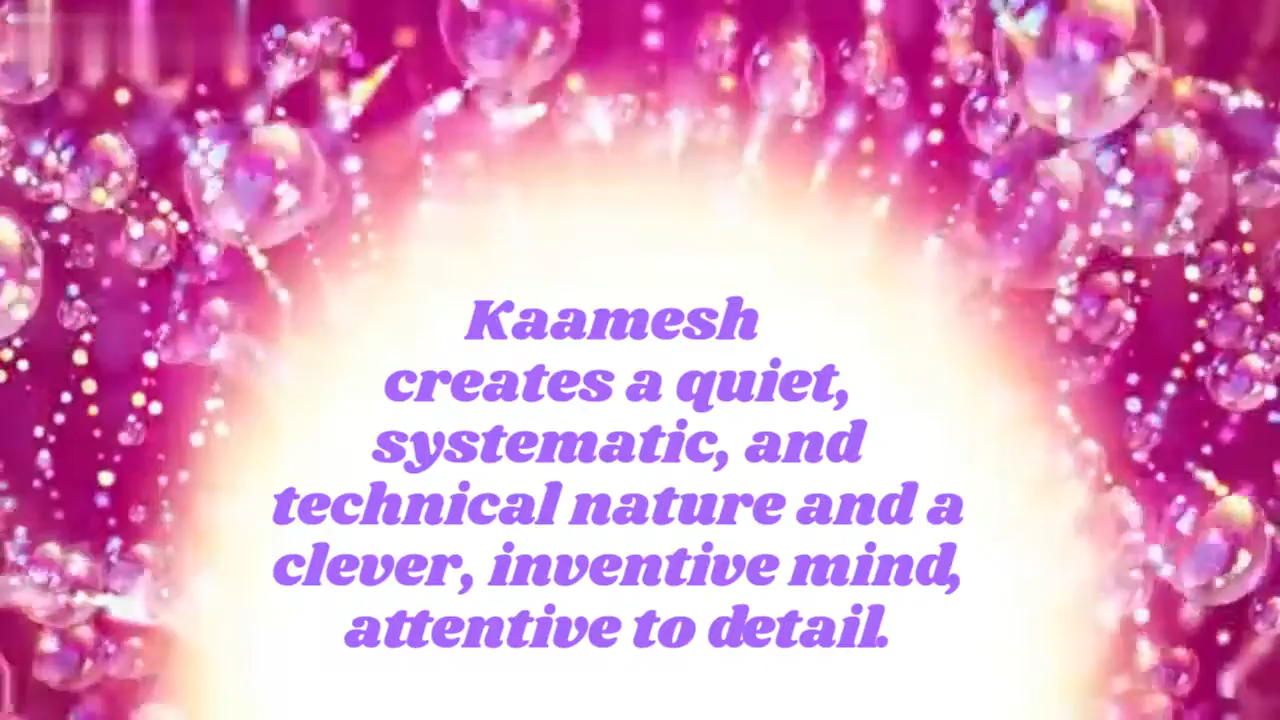 Kaamesh
creates a quiet,
systematic, and
technical nature and a
clever, inventive mind,
attentive to detail.